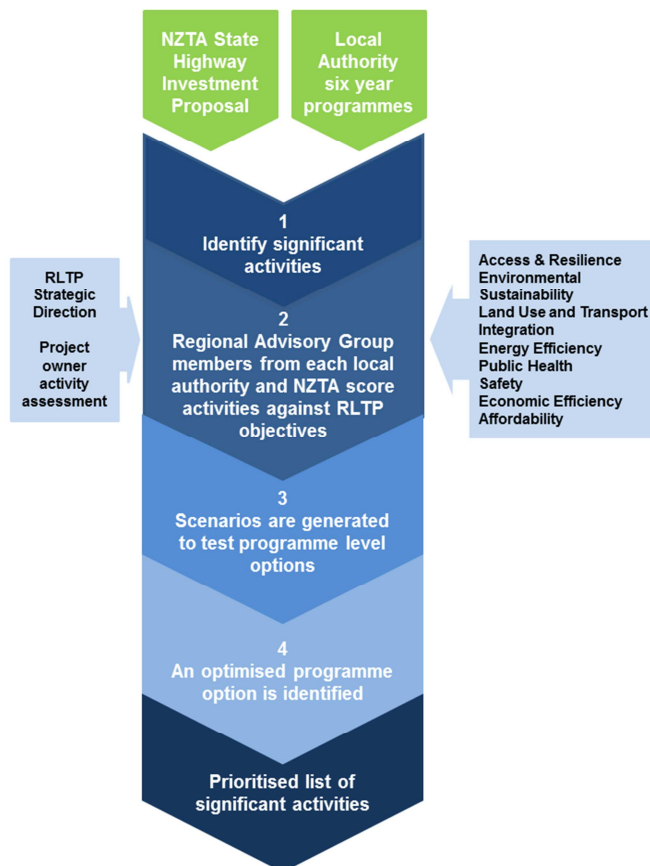 NZTA State
Highway
Investment
Proposal
Local
Authority
six year
programmes
1
Identify significant
activities
RLTP
Strategic
Direction
Project
owner
activity
assessment
2
Regional Advisory Group
members from each local
authority and NZTA score
activities against RLTP
objectives
Access & Resilience
Environmental
Sustainability
Land Use and Transport
Integration
Energy Efficiency
Public Health
Safety
Economic Efficiency
Affordability
3
Scenarios are generated
to test programme level
options
4
An optimised programme
option is identified
Prioritised list of
significant activities